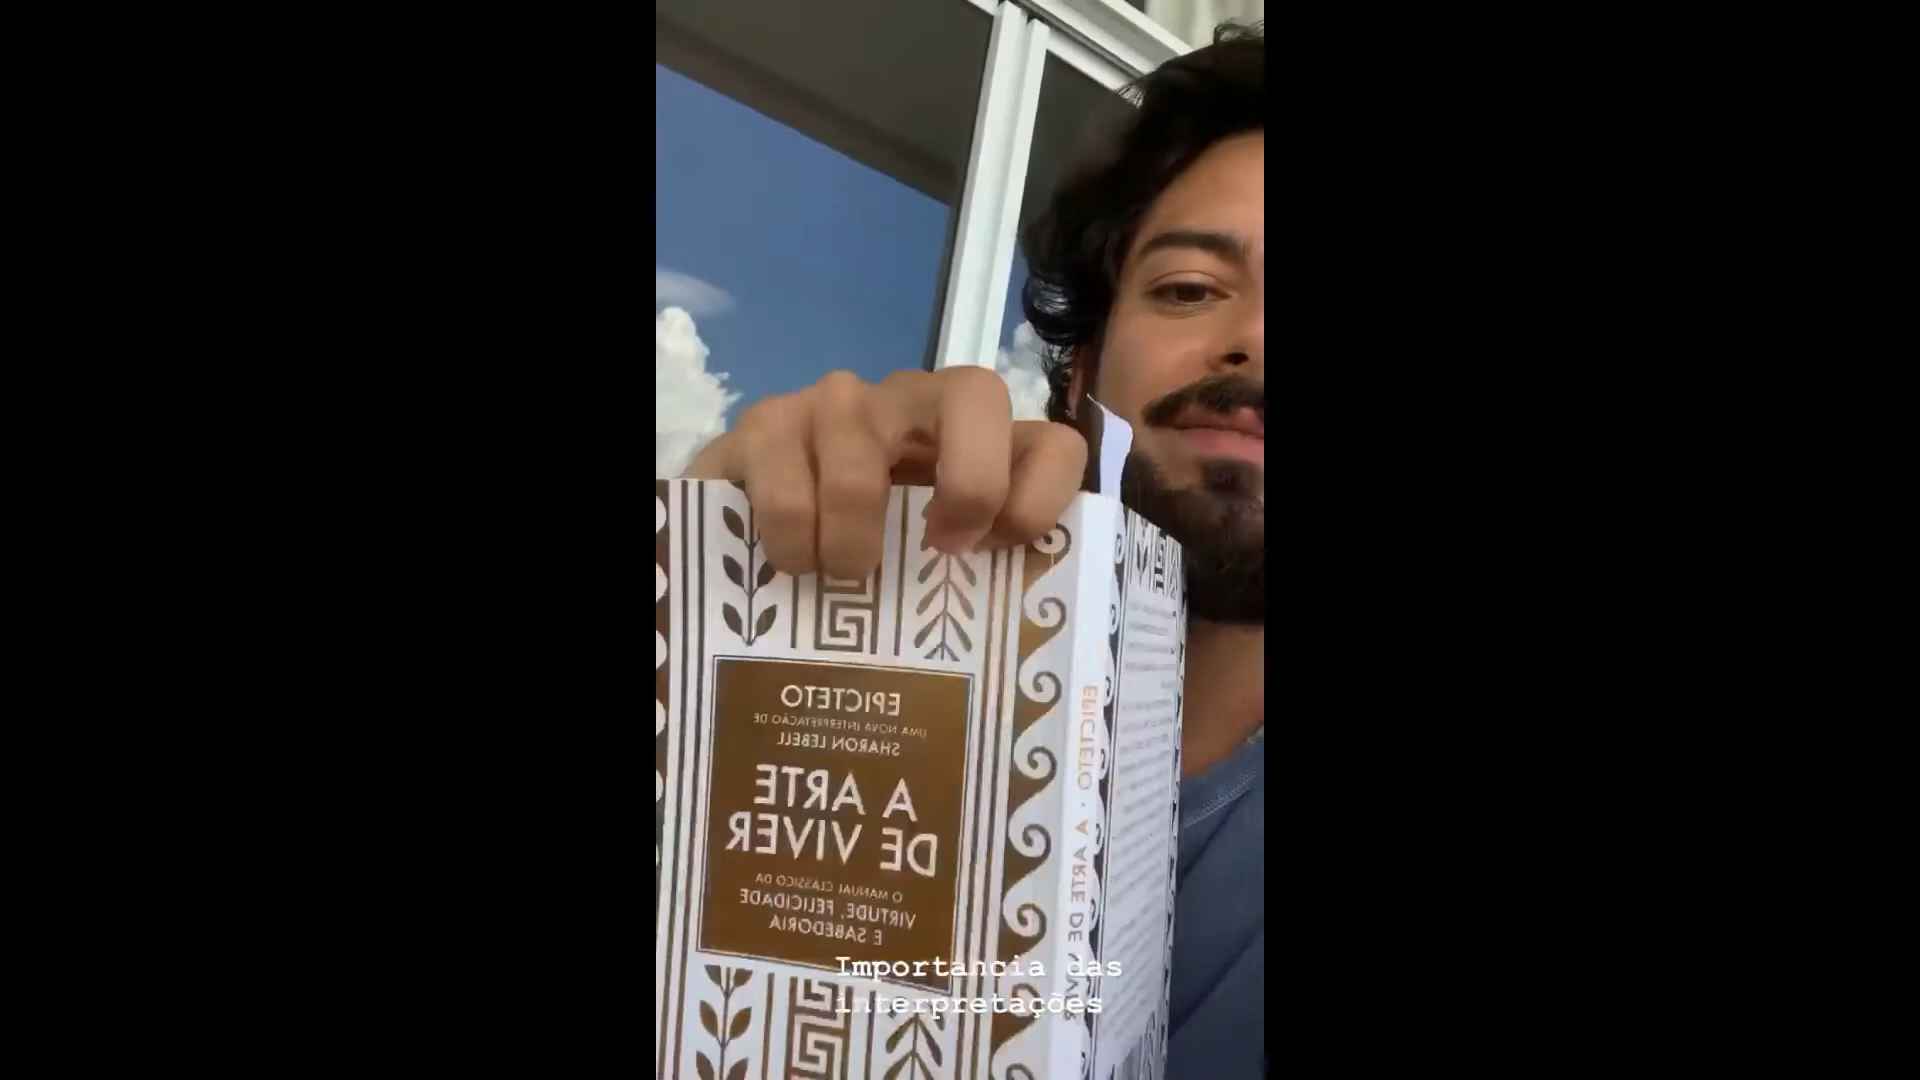 EPICTETO
UMA NOVA INTERPRETAÇÃO DE
SHARON LEBELL
A ARTE
DE VIVER
O MANUAL CLÁSSICO DA
VIRTUDE, FELICIDADE
E SABEDORIA
EPICTETO · A ARTE DE VIVER
Importancia das
interpretações